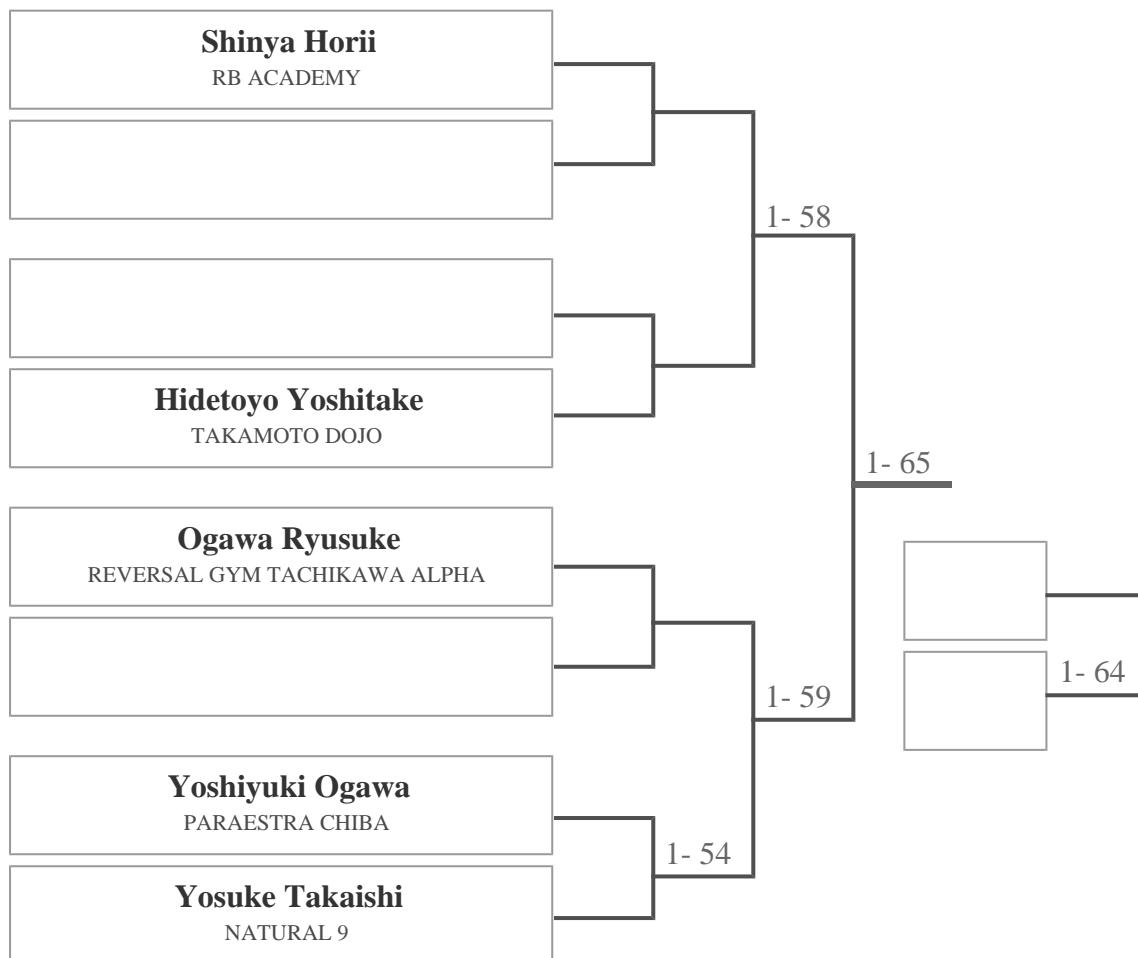 Shinya Horii
RB ACADEMY
1- 58
Hidetoyo Yoshitake
TAKAMOTO DOJO
1- 65
Ogawa Ryusuke
REVERSAL GYM TACHIKAWA ALPHA
1- 59
1- 64
Yoshiyuki Ogawa
PARAESTRA CHIBA
1- 54
Yosuke Takaishi
NATURAL 9